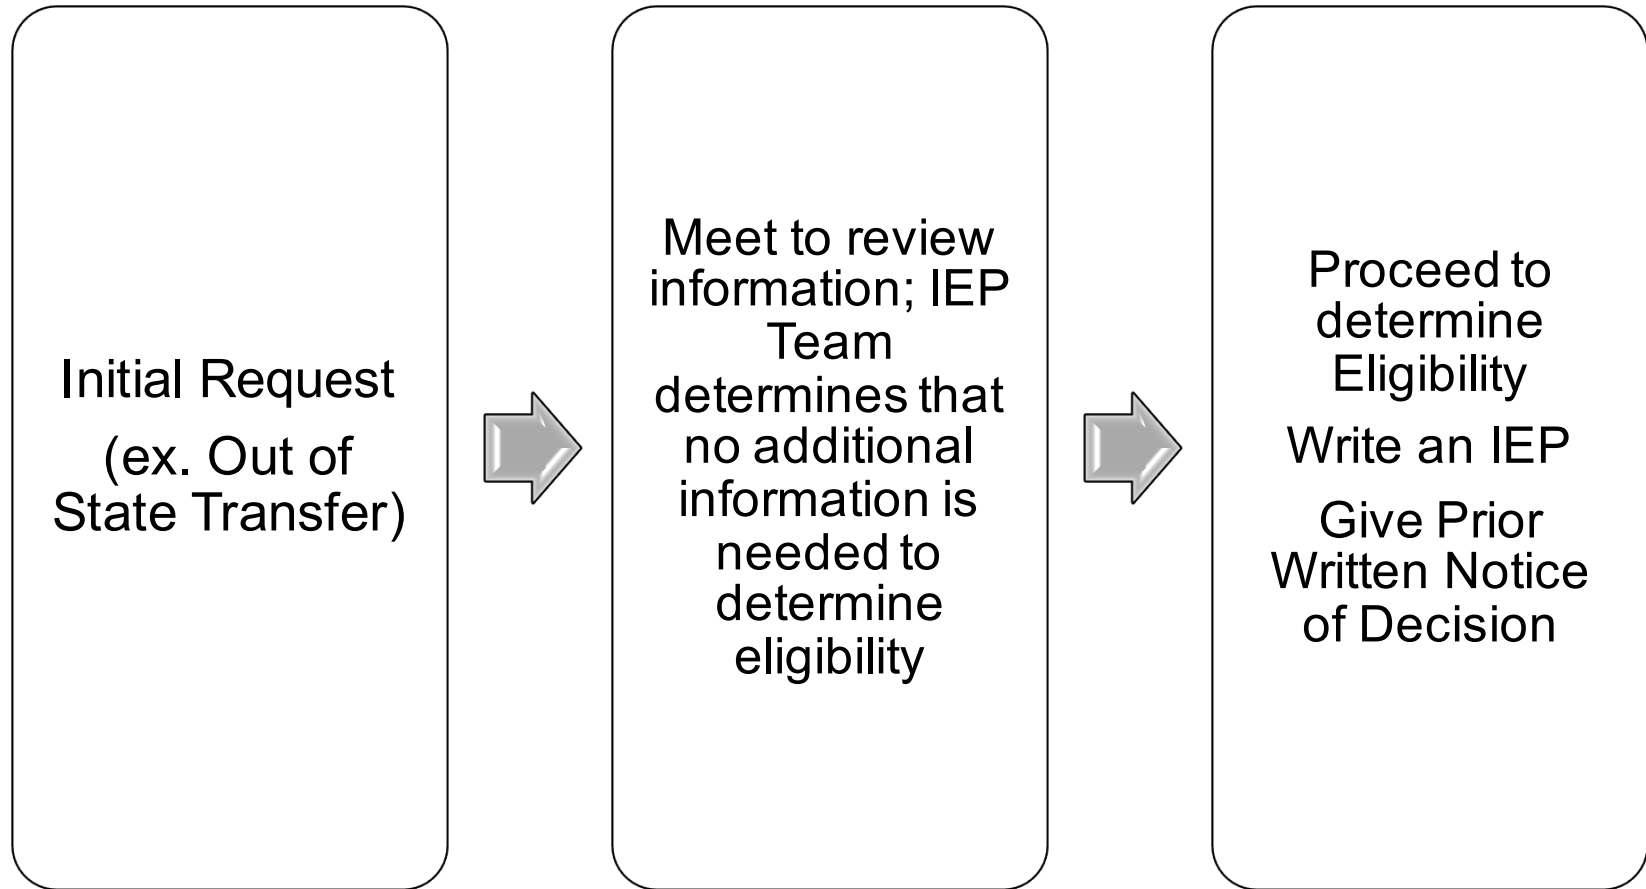 Initial Request
(ex. Out of
State Transfer)
Meet to review
information; IEP
Team
determines that
no additional
information is
needed to
determine
eligibility
Proceed to
determine
Eligibility
Write an IEP
Give Prior
Written Notice
of Decision